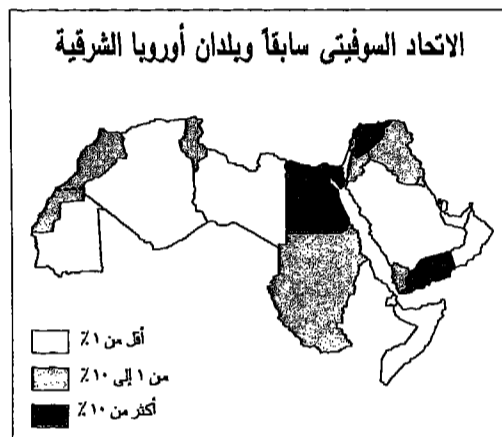 الاتحاد السوفيتى سابقاً وبلدان أوروبا الشرقية
أقل من ١ ٪
من ١ إلى ١٠ ٪
أكثر من ١٠ ٪